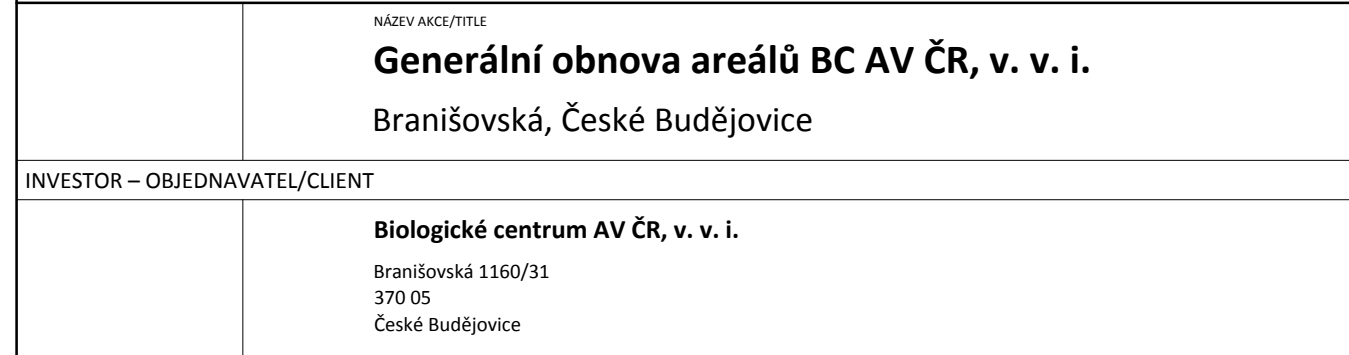 NÁZEV AKCE/TITLE
Generální obnova areálů BC AV ČR, v. v. i.
Branišovská, České Budějovice
INVESTOR – OBJEDNAVATEL/CLIENT
Biologické centrum AV ČR, v. v. i.
Branišovská 1160/31
370 05
České Budějovice